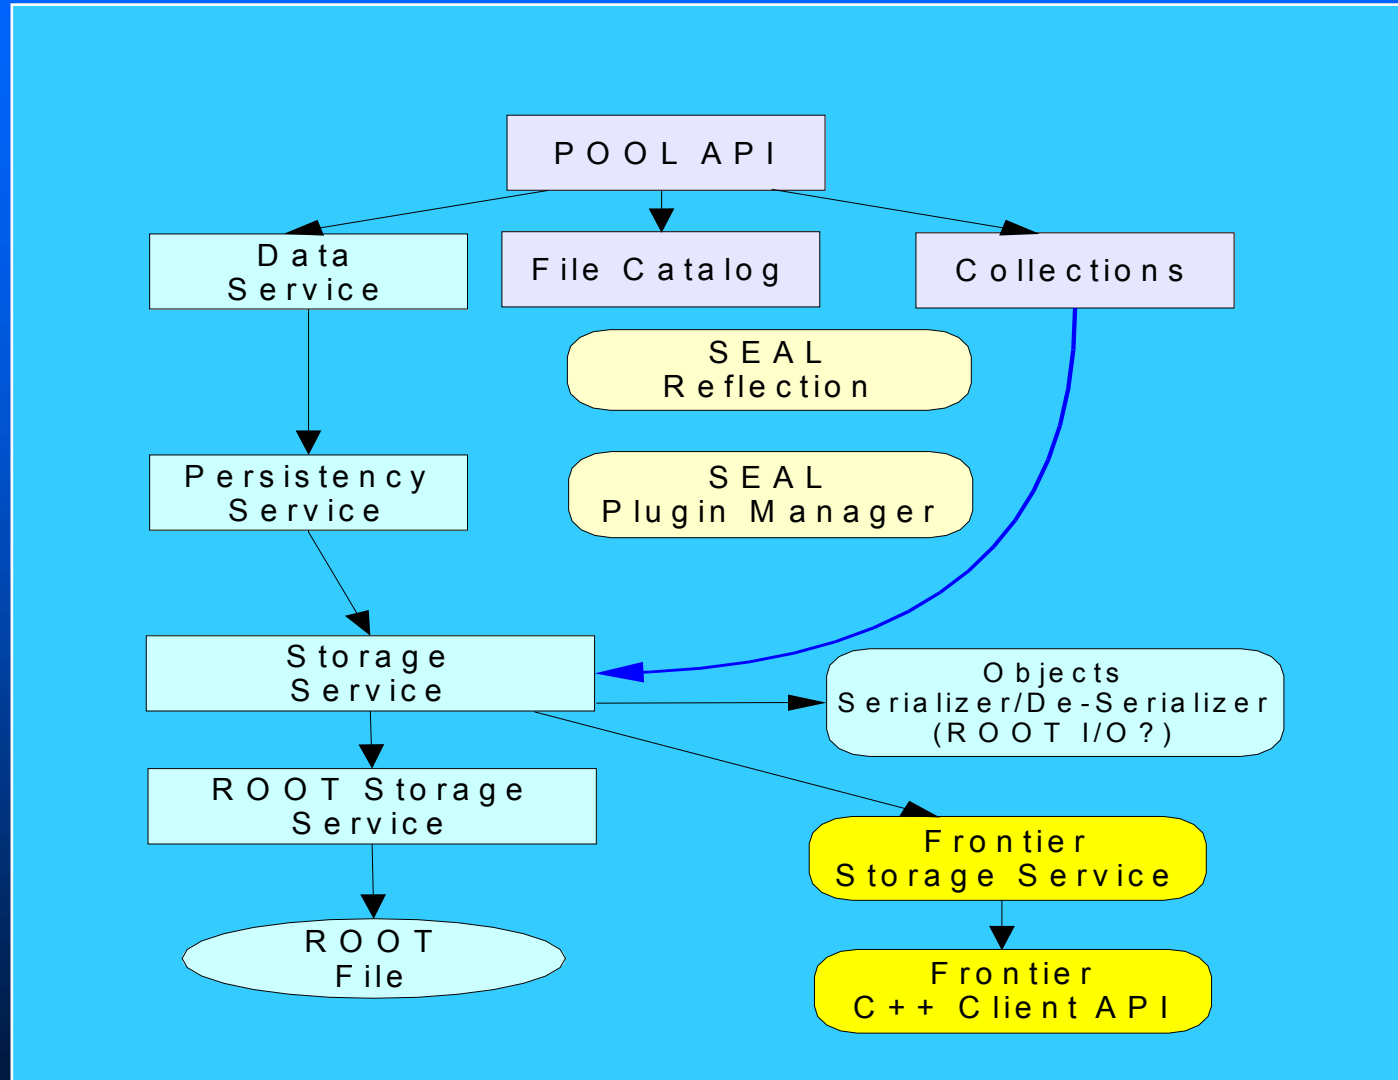 POOL API
Data
Service
File Catalog
Collections
SEAL
Reflection
Persistency
Service
SEAL
Plugin Manager
Storage
Service
Objects
Serializer/De-Serializer
(ROOT I/O?)
ROOT Storage
Service
Frontier
Storage Service
ROOT
File
Frontier
C++ Client API